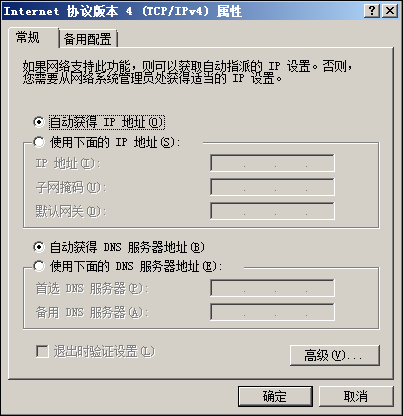 Internet 协议版本 4 (TCP/IPv4) 属性
常规
备用配置
如果网络支持此功能，则可以获取自动指派的 IP 设置。否则，
您需要从网络系统管理员处获得适当的 IP 设置。
自动获得 IP 地址(O)
使用下面的 IP 地址(S):
IP 地址(I):
子网掩码(U):
默认网关(D):
自动获得 DNS 服务器地址(B)
使用下面的 DNS 服务器地址(E):
首选 DNS 服务器(P):
备用 DNS 服务器(A):
退出时验证设置(L)
高级(V)...
确定
取消